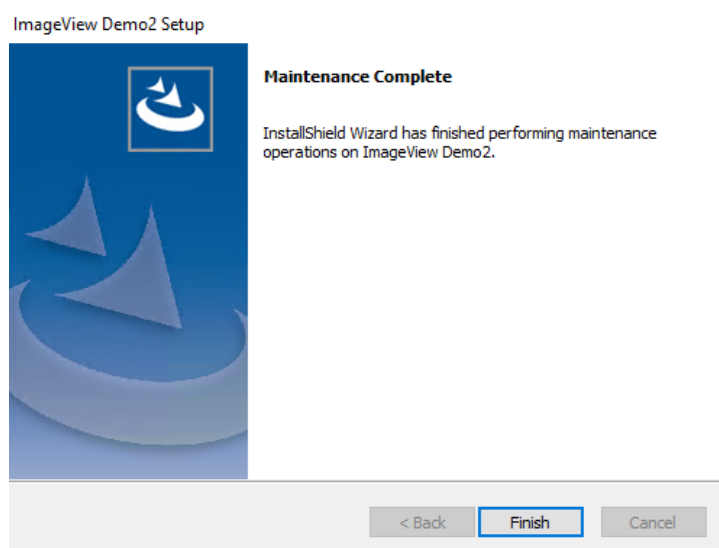 ImageView Demo2 Setup
Maintenance Complete
InstallShield Wizard has finished performing maintenance
operations on ImageView Demo2.
< Back
Finish
Cancel